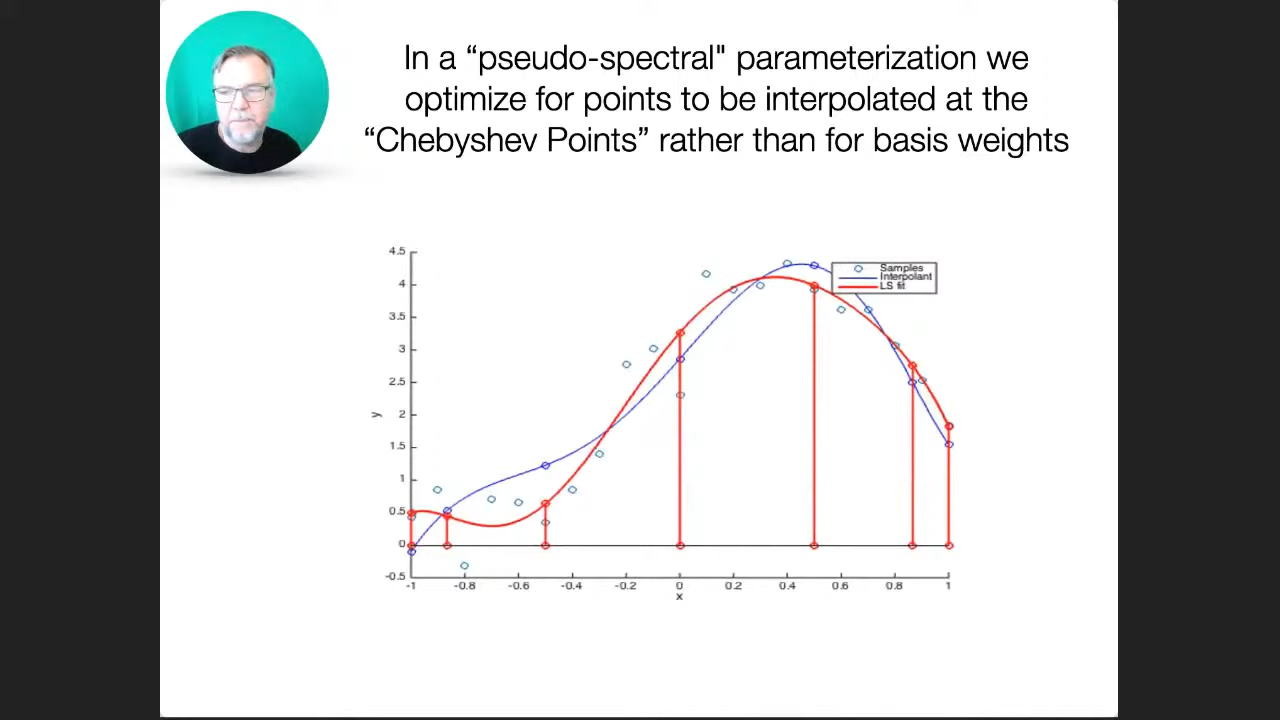 In a “pseudo-spectral" parameterization we
optimize for points to be interpolated at the
“Chebyshev Points” rather than for basis weights
4.5
4
3.5
3
2.5
2
1.5
1
0.5
0
-0.5
y
Samples
Interpolant
LS fit
-1 -0.8 -0.6 -0.4 -0.2 0 0.2 0.4 0.6 0.8 1
x